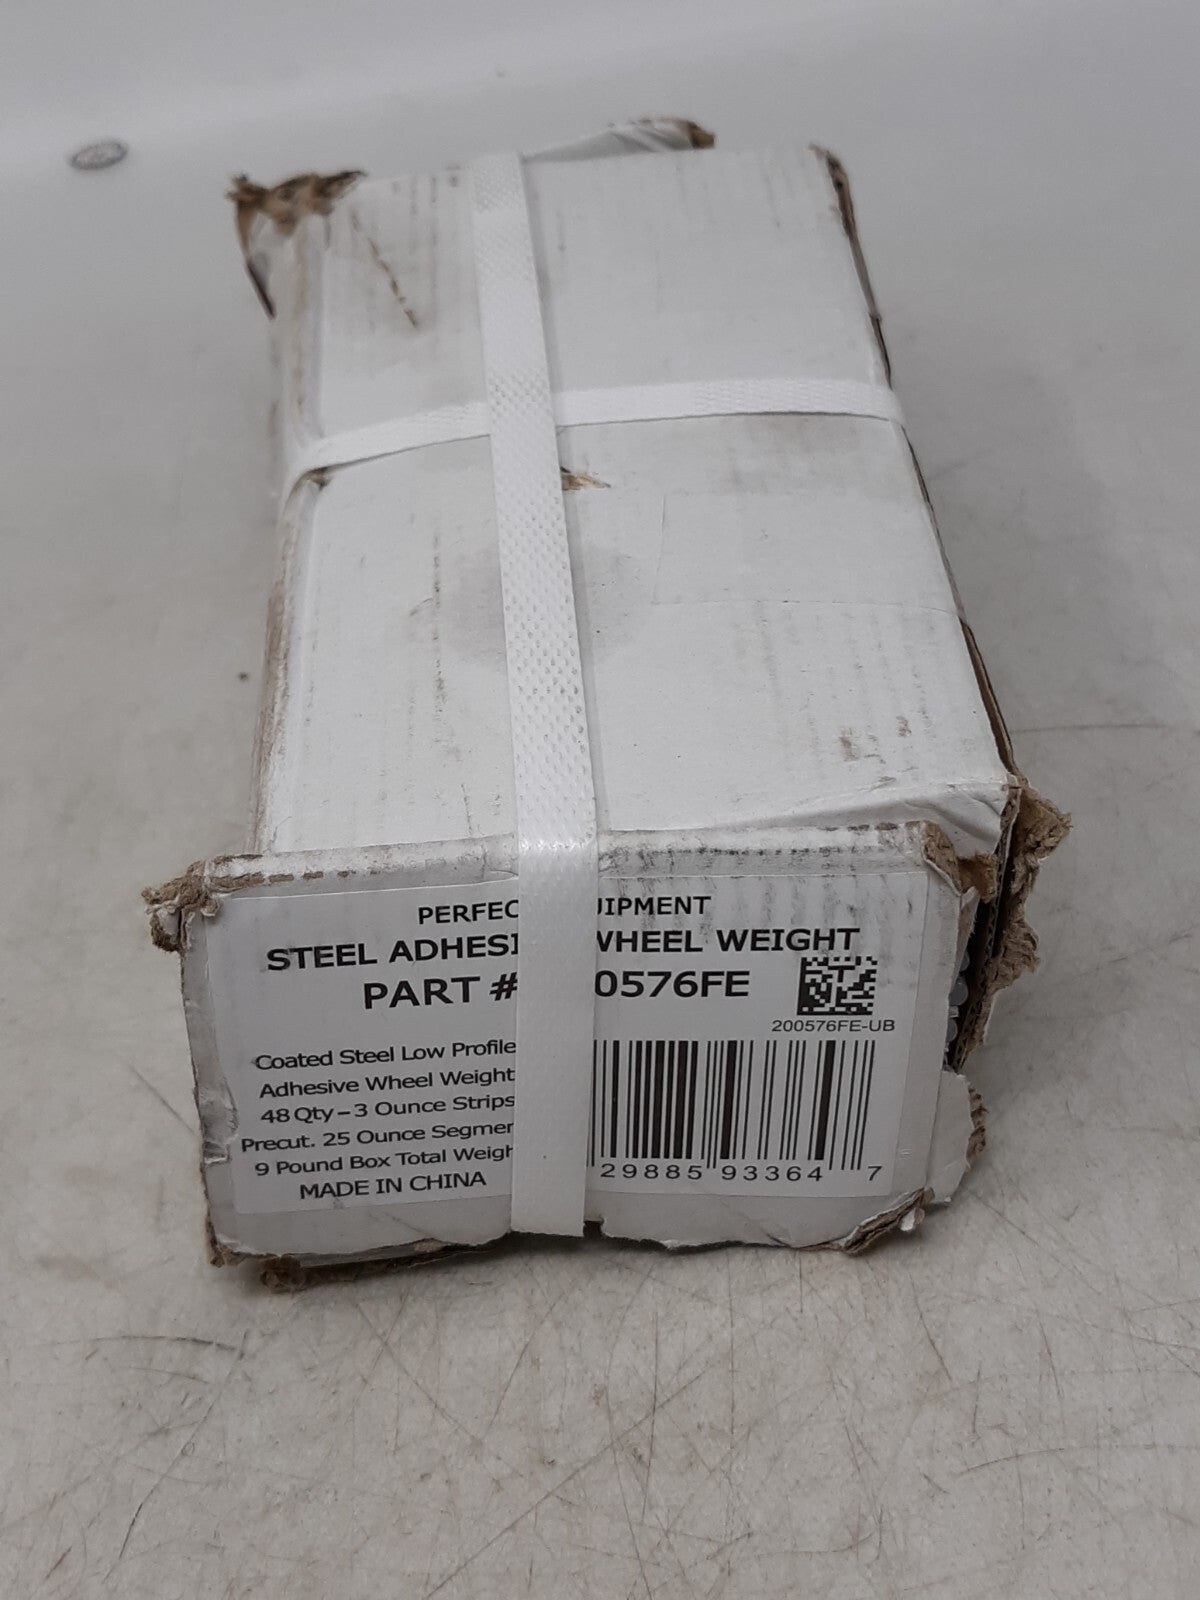 PERFEC UIPMENT
STEEL ADHESI WHEEL WEIGHT
PART # 0576FE
200576FE-UB
Coated Steel Low Profile
Adhesive Wheel Weight
48 Qty – 3 Ounce Strips
Precut. 25 Ounce Segmen
9 Pound Box Total Weigh
MADE IN CHINA
29885 93364 7